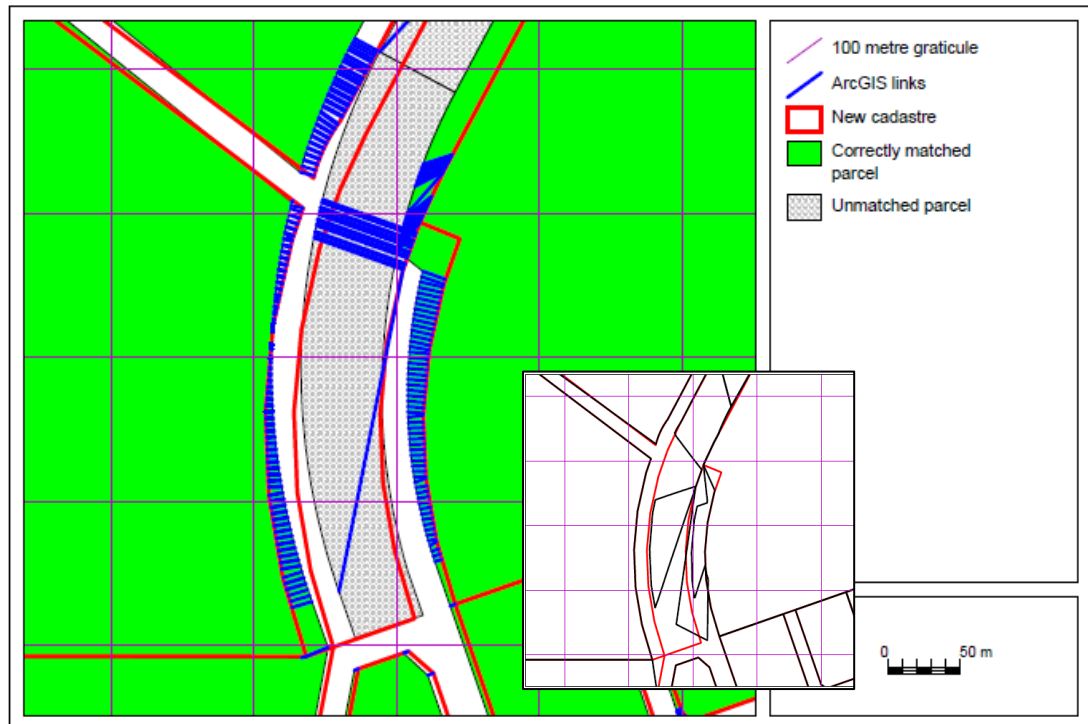 100 metre graticule
ArcGIS links
New cadastre
Correctly matched
parcel
Unmatched parcel
0 50 m